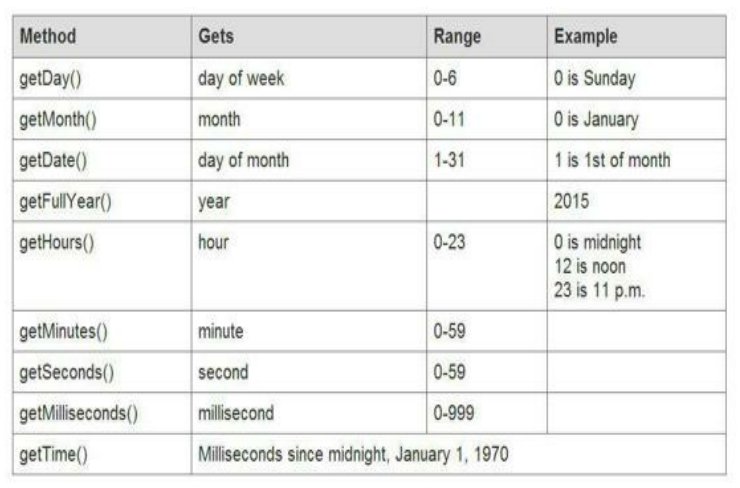 Method Gets Range Example
getDay() day of week 0-6 0 is Sunday
getMonth() month 0-11 0 is January
getDate() day of month 1-31 1 is 1st of month
getFullYear() year 2015
getHours() hour 0-23 0 is midnight
12 is noon
23 is 11 p.m.
getMinutes() minute 0-59
getSeconds() second 0-59
getMilliseconds() millisecond 0-999
getTime() Milliseconds since midnight, January 1, 1970